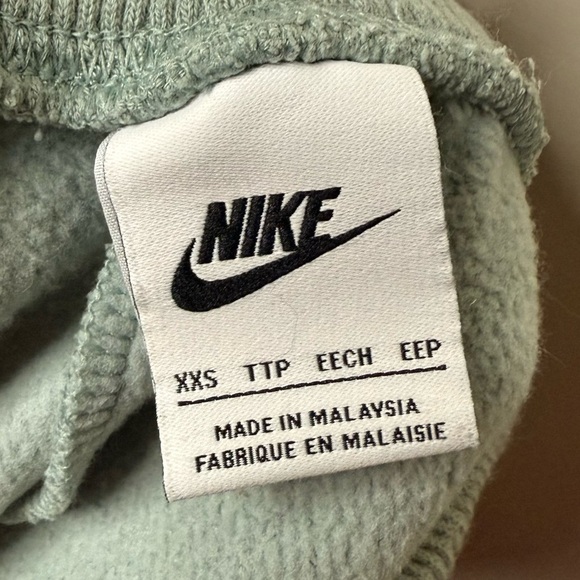 NIKE
XXS TTP EECH EEP
MADE IN MALAYSIA
FABRIQUE EN MALAISIE